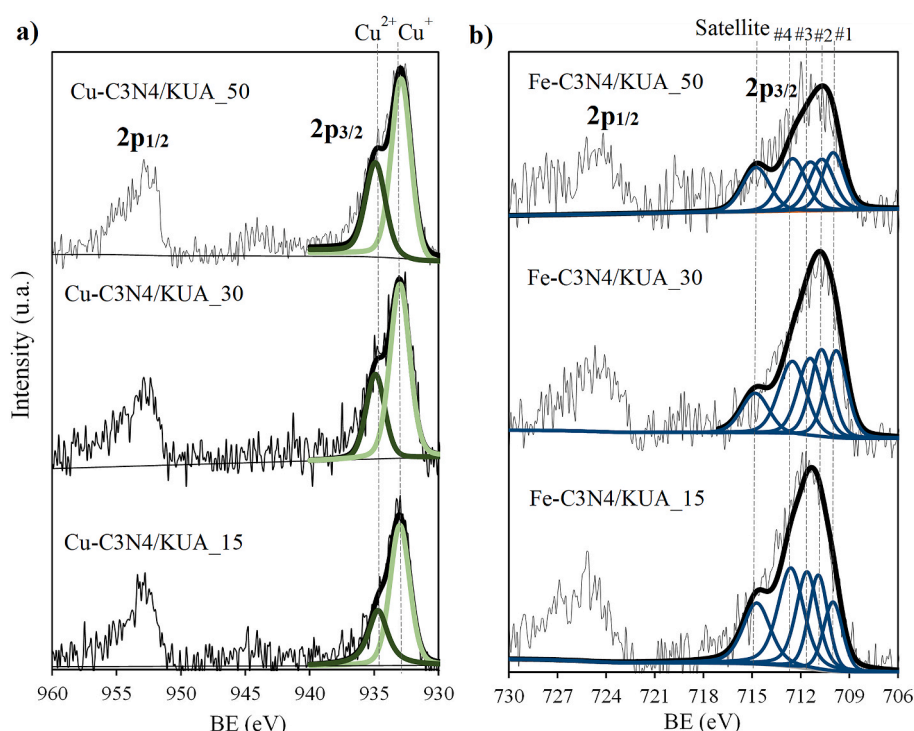 a)
Cu2+ Cu+
Cu-C3N4/KUA_50
2p1/2
2p3/2
Cu-C3N4/KUA_30
Cu-C3N4/KUA_15
Intensity (u.a.)
960 955 950 945 940 935 930
BE (eV)
b)
Satellite #4 #3 #2 #1
Fe-C3N4/KUA_50
2p3/2
2p1/2
Fe-C3N4/KUA_30
Fe-C3N4/KUA_15
730 727 724 721 718 715 712 709 706
BE (eV)